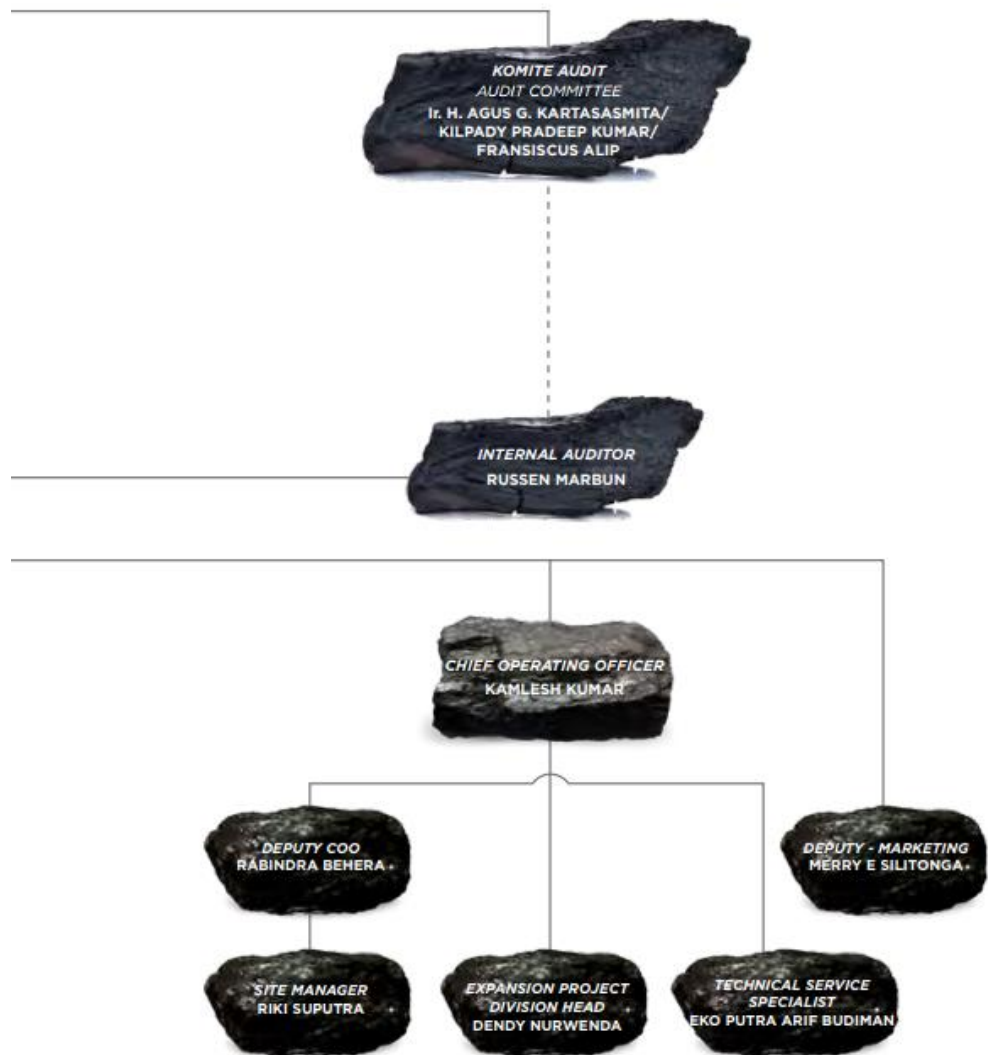 KOMITE AUDIT
AUDIT COMMITTEE
Ir. H. AGUS G. KARTASASMITA/
KILPADY PRADEEP KUMAR/
FRANSISCUS ALIP
INTERNAL AUDITOR
RUSSEN MARBUN
CHIEF OPERATING OFFICER
KAMLESH KUMAR
DEPUTY COO
RABINDRA BEHERA
DEPUTY - MARKETING
MERRY E SILITONGA
SITE MANAGER
RIKI SUPUTRA
EXPANSION PROJECT
DIVISION HEAD
DENDY NURWENDA
TECHNICAL SERVICE
SPECIALIST
EKO PUTRA ARIF BUDIMAN